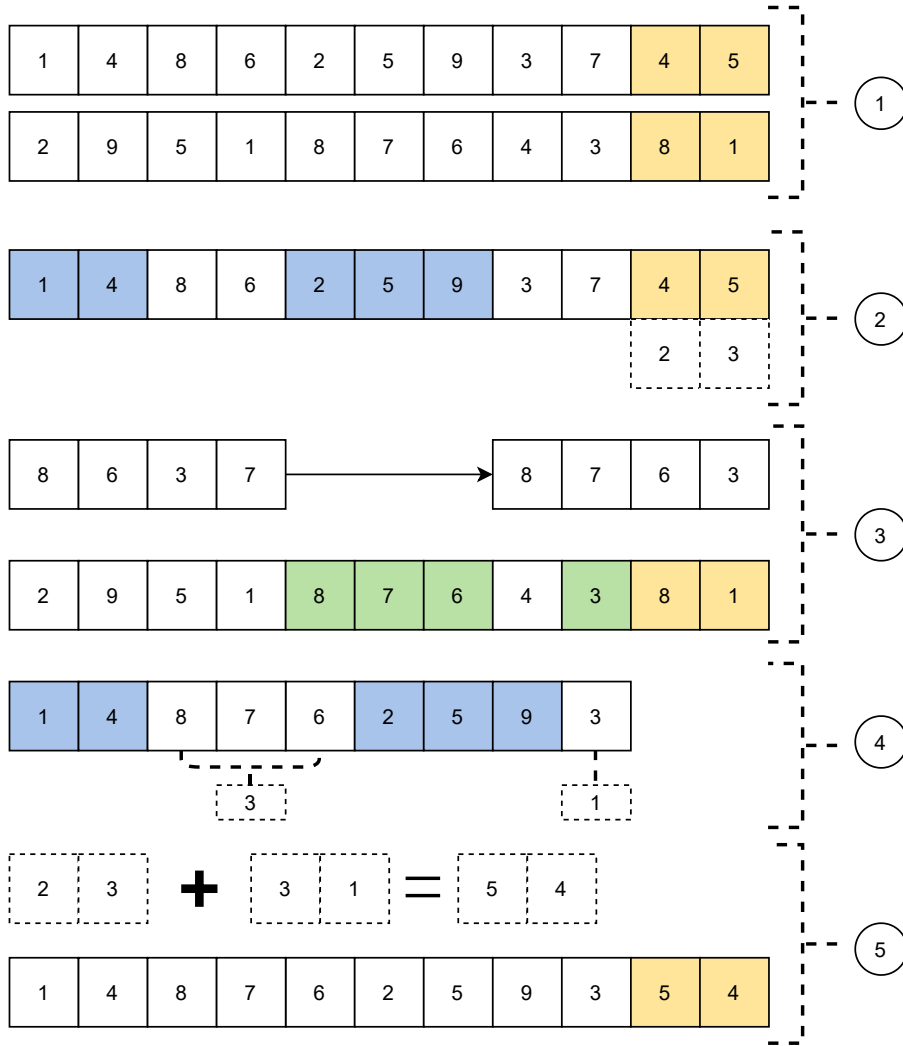 1 4 8 6 2 5 9 3 7 4 5
1
2 9 5 1 8 7 6 4 3 8 1
1 4 8 6 2 5 9 3 7 4 5
2
2 3
8 6 3 7 8 7 6 3
3
2 9 5 1 8 7 6 4 3 8 1
1 4 8 7 6 2 5 9 3
4
3 1
2 3 + 3 1 = 5 4
5
1 4 8 7 6 2 5 9 3 5 4